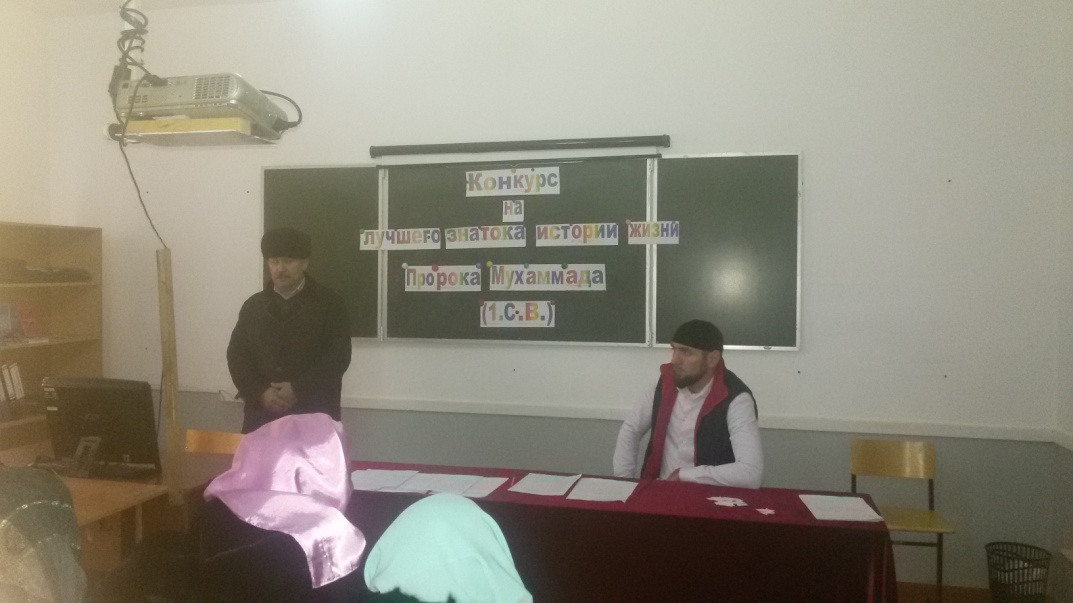 Конкурс
на
лучшего знатока истории жизни
Пророка Мухаммада
(1.С.В.)